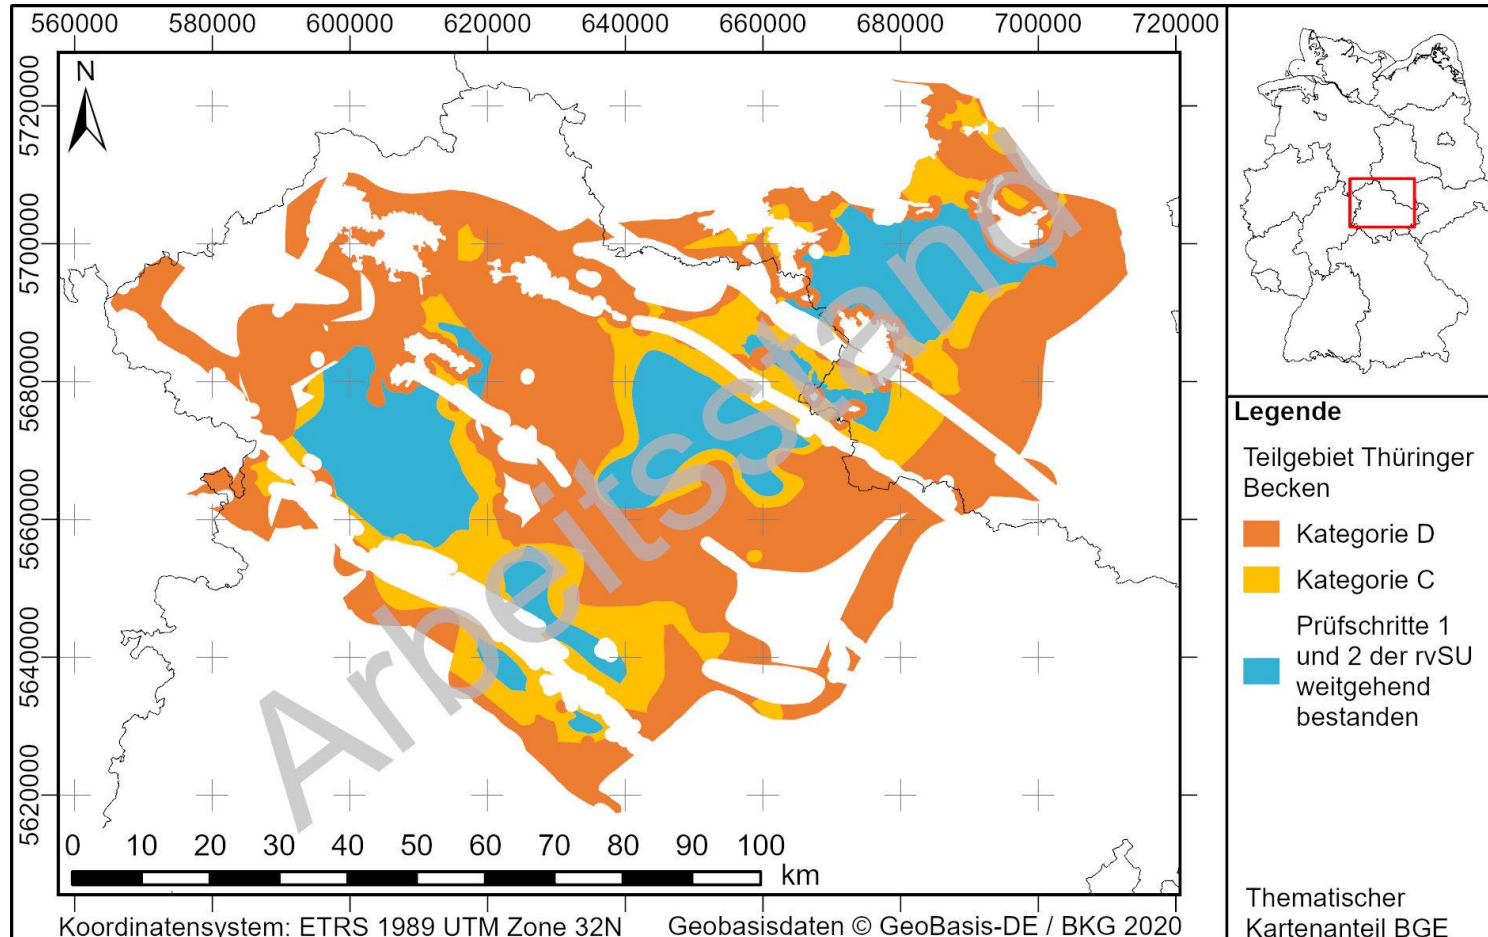 560000 580000 600000 620000 640000 660000 680000 700000 720000
5720000
5700000
5680000
5660000
5640000
5620000
N
Arbeitsstand
0 10 20 30 40 50 60 70 80 90 100
km
Koordinatensystem: ETRS 1989 UTM Zone 32N Geobasisdaten © GeoBasis-DE / BKG 2020
Legende
Teilgebiet Thüringer
Becken
Kategorie D
Kategorie C
Prüfschritte 1
und 2 der rvSU
weitgehend
bestanden
Thematischer
Kartenanteil BGE